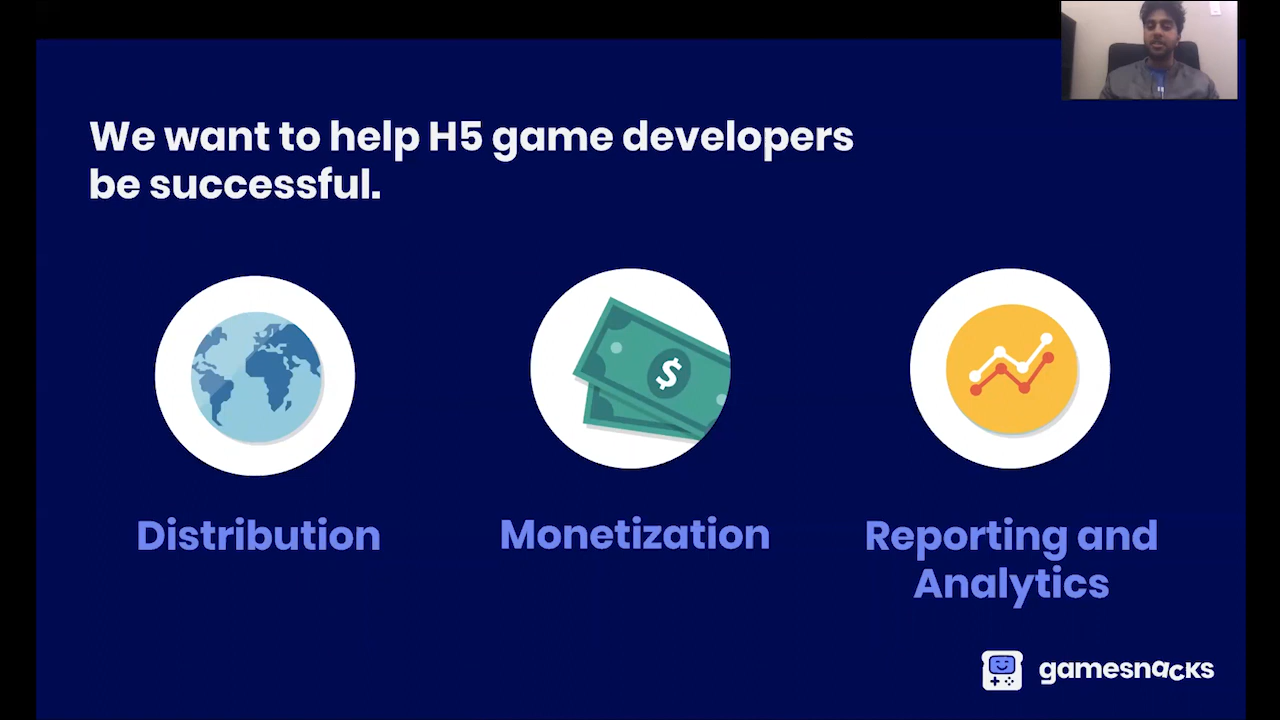 We want to help H5 game developers
be successful.
$
Distribution
Monetization
Reporting and
Analytics
gamesnacks